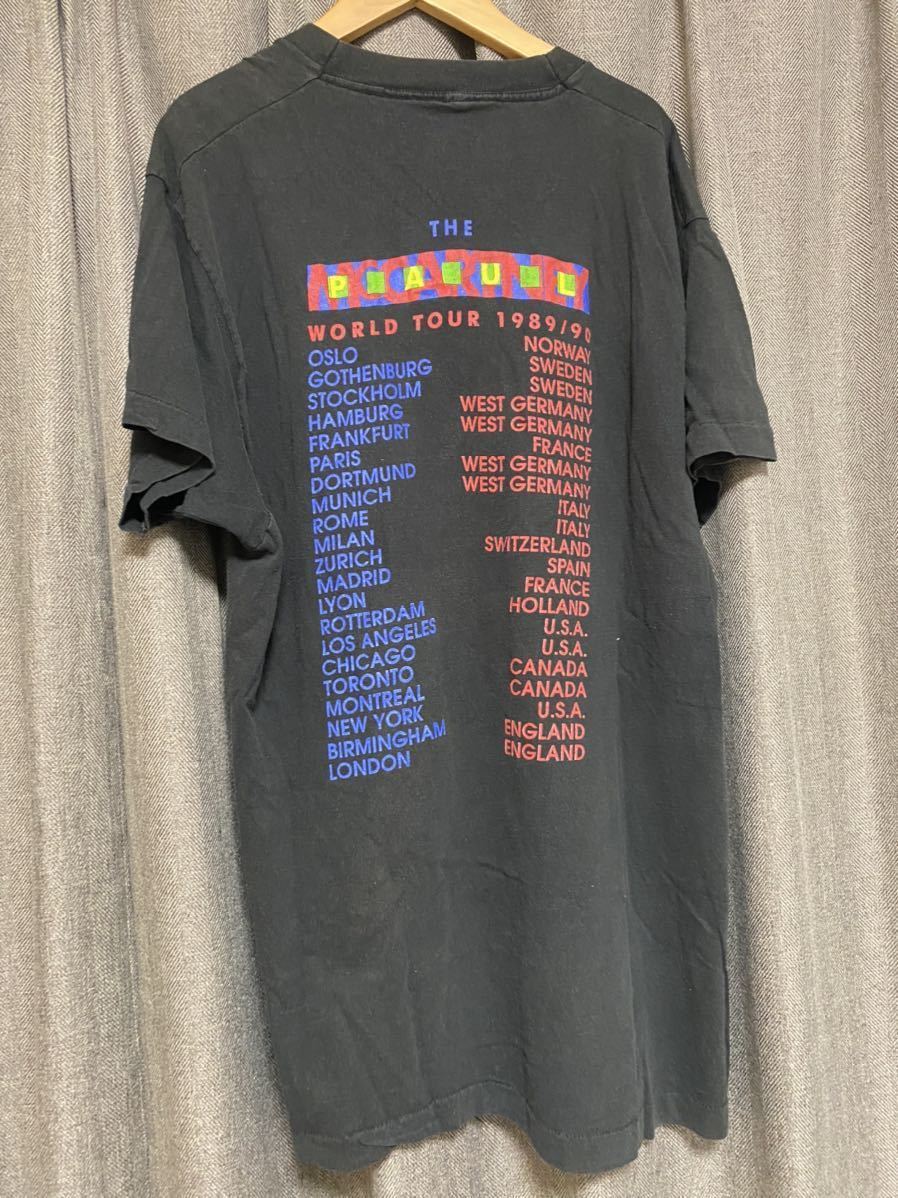 THE
PAUL
McCARTNEY
WORLD TOUR 1989/90
OSLO NORWAY
GOTHENBURG SWEDEN
STOCKHOLM SWEDEN
HAMBURG WEST GERMANY
FRANKFURT WEST GERMANY
PARIS FRANCE
DORTMUND WEST GERMANY
MUNICH WEST GERMANY
ROME ITALY
MILAN ITALY
ZURICH SWITZERLAND
MADRID SPAIN
LYON FRANCE
ROTTERDAM HOLLAND
LOS ANGELES U.S.A.
CHICAGO U.S.A.
TORONTO CANADA
MONTREAL CANADA
NEW YORK U.S.A.
BIRMINGHAM ENGLAND
LONDON ENGLAND